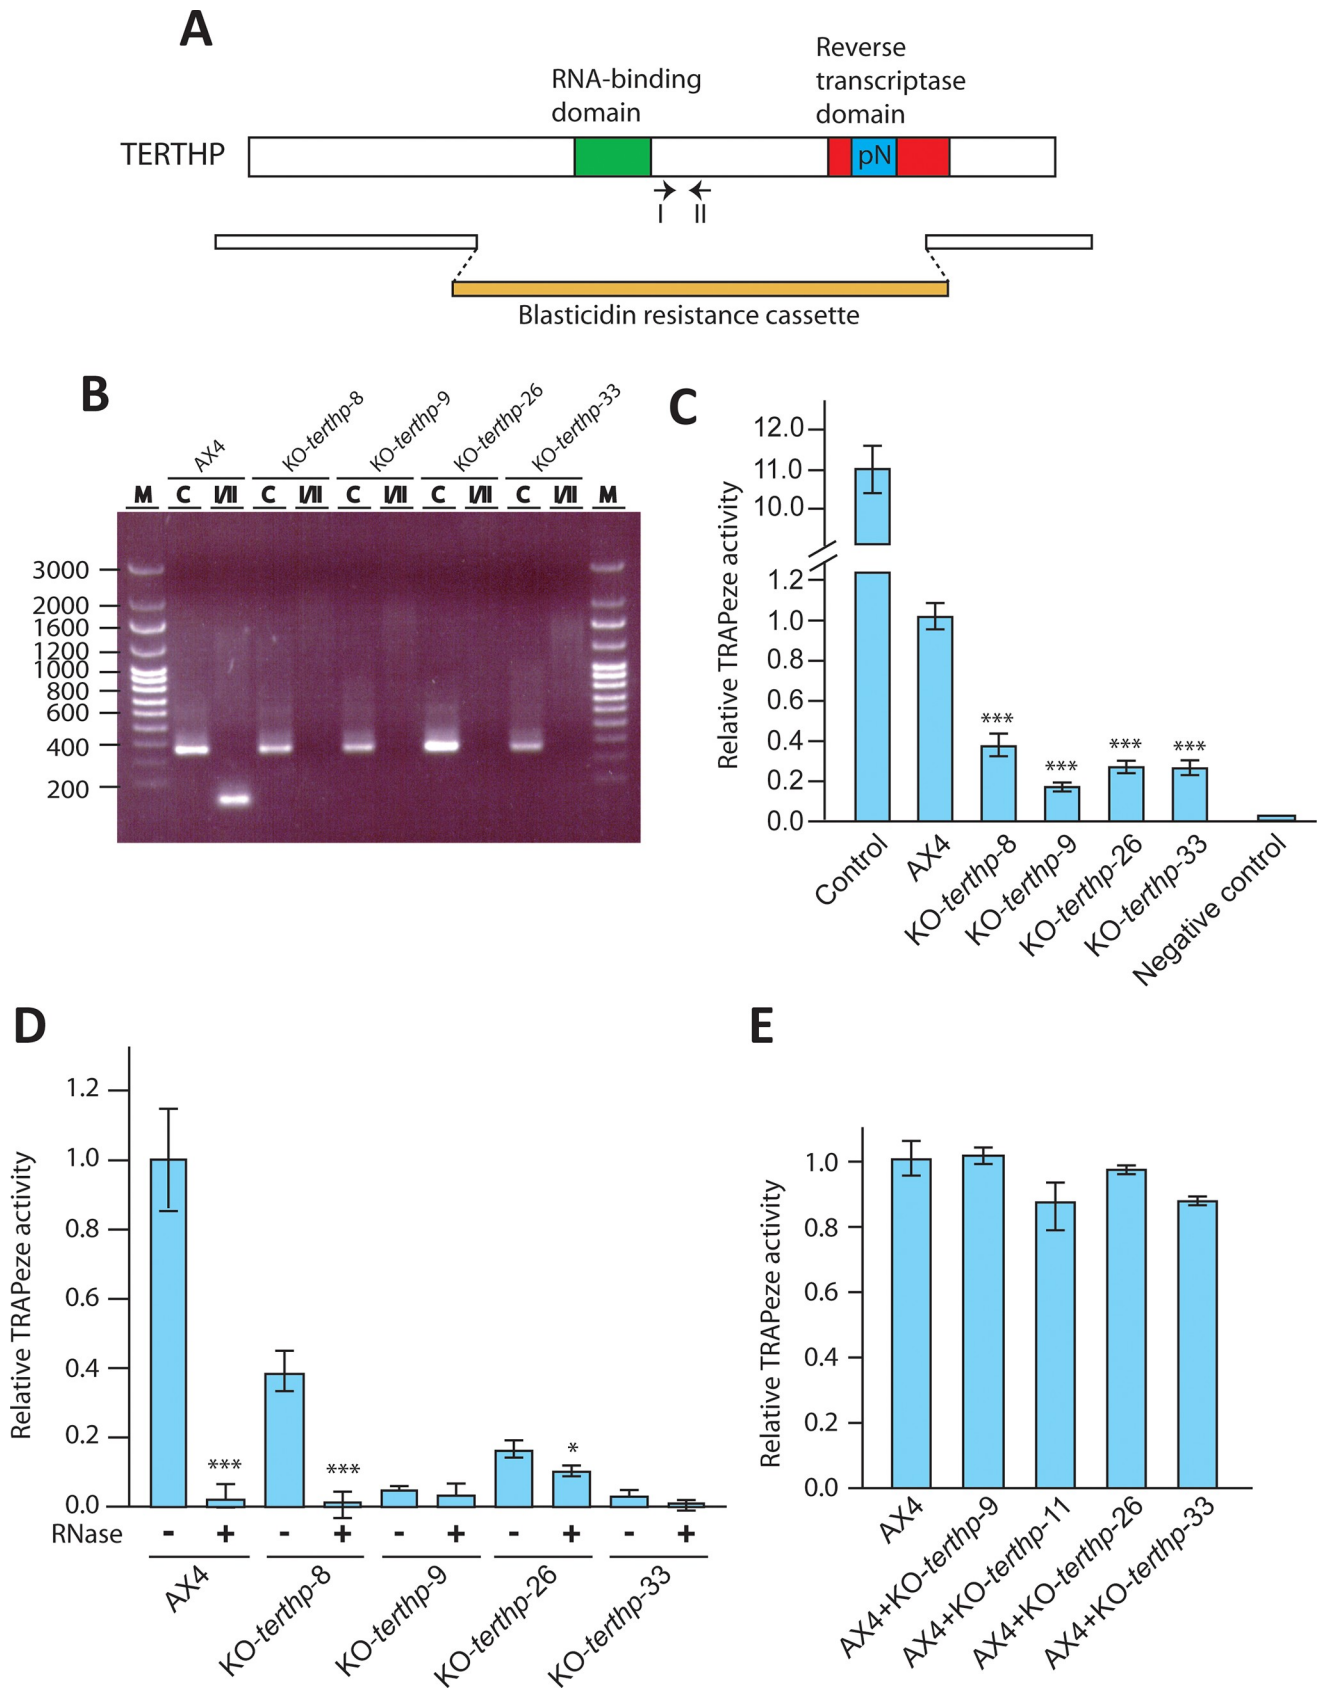 A
RNA-binding
domain
Reverse
transcriptase
domain
TERTHP
pN
I II
Blasticidin resistance cassette
B
AX4 KO-terthp-8 KO-terthp-9 KO-terthp-26 KO-terthp-33
M C I/II C I/II C I/II C I/II C I/II M
3000
2000
1600
1200
1000
800
600
400
200
C
Relative TRAPeze activity
12.0
11.0
10.0
1.2
1.0
0.8
0.6
0.4
0.2
0.0
*** *** *** ***
Control AX4 KO-terthp-8 KO-terthp-9 KO-terthp-26 KO-terthp-33 Negative control
D
Relative TRAPeze activity
1.2
1.0
0.8
0.6
0.4
0.2
0.0
*** *** *
RNase - + - + - + - + - +
AX4 KO-terthp-8 KO-terthp-9 KO-terthp-26 KO-terthp-33
E
Relative TRAPeze activity
1.0
0.8
0.6
0.4
0.2
0.0
AX4 AX4+KO-terthp-9 AX4+KO-terthp-11 AX4+KO-terthp-26 AX4+KO-terthp-33